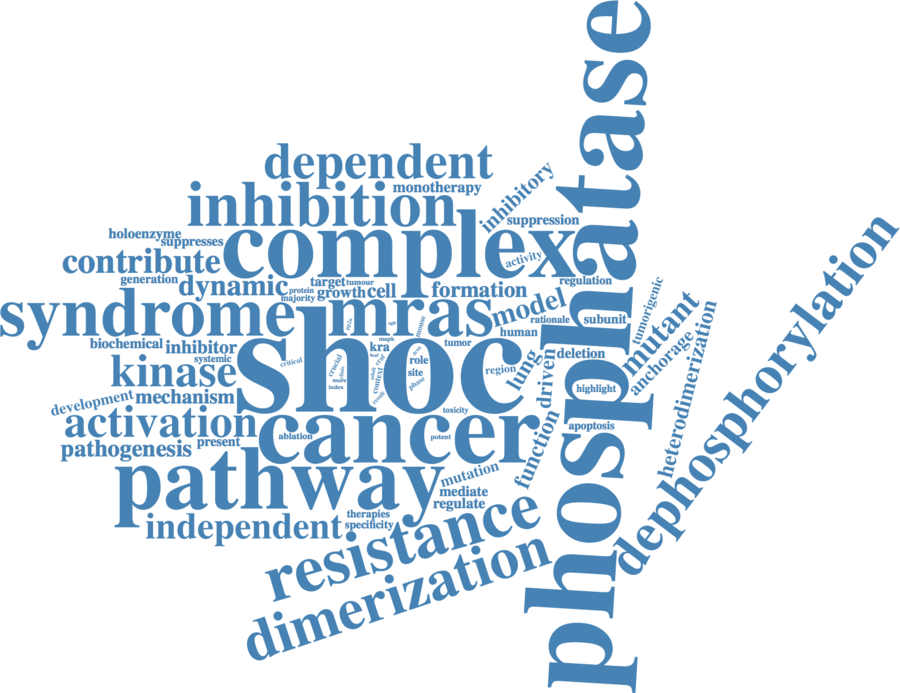 phosphatase
dependent
inhibition
monotherapy
inhibitory
suppression
complex
holoenzyme
suppresses
contribute
activity
dephosphorylation
generation
dynamic
protein
majority
target
tumour
growth
cell
formation
regulation
syndrome
mras
model
rationale
subunit
tumorigenic
mutant
anchorage
heterodimerization
human
mouse
biochemical
inhibitor
systemic
shoc
kra
tumor
lung
deletion
driven
kinase
critical
crucial
role
site
phase
context
region
highlight
more
index
development
mechanism
activation
cancer
toxicity
function
apoptosis
pathogenesis
present
ablation
potent
pathway
mutation
mediate
regulate
independent
therapies
specificity
resistance
dimerization